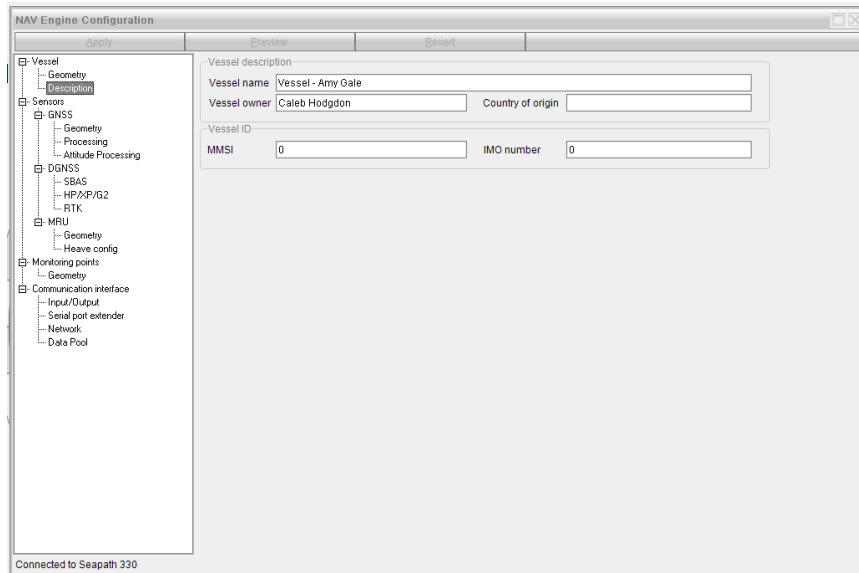 NAV Engine Configuration
Apply Preview Revert
Vessel
Geometry
Description
Sensors
GNSS
Geometry
Processing
Attitude Processing
DGNSS
SBAS
HP/XP/G2
RTK
MRU
Geometry
Heave config
Monitoring points
Geometry
Communication interface
Input/Output
Serial port extender
Network
Data Pool
Vessel description
Vessel name Vessel - Amy Gale
Vessel owner Caleb Hodgdon Country of origin
Vessel ID
MMSI 0 IMO number 0
Connected to Seapath 330